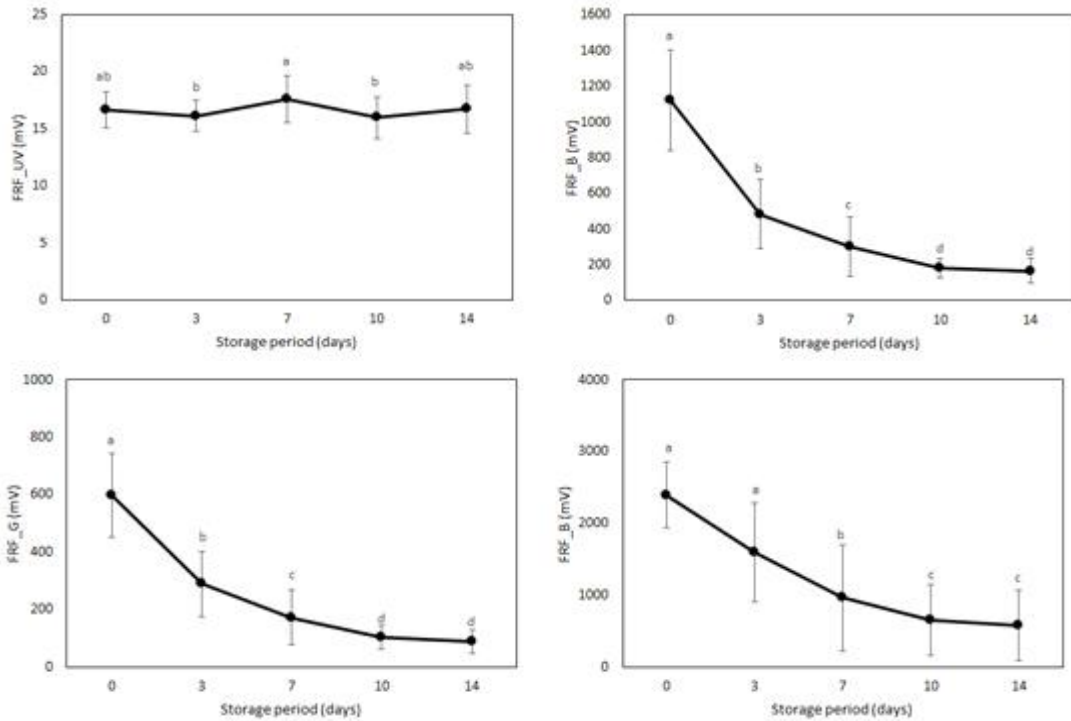 25
20
15
10
5
0
FRF_UV (mV)
ab
b
a
b
ab
0 3 7 10 14
Storage period (days)
1600
1400
1200
1000
800
600
400
200
0
FRF_B (mV)
a
b
c
d
d
0 3 7 10 14
Storage period (days)
1000
800
600
400
200
0
FRF_G (mV)
a
b
c
d
d
0 3 7 10 14
Storage period (days)
4000
3000
2000
1000
0
FRF_B (mV)
a
a
b
c
c
0 3 7 10 14
Storage period (days)